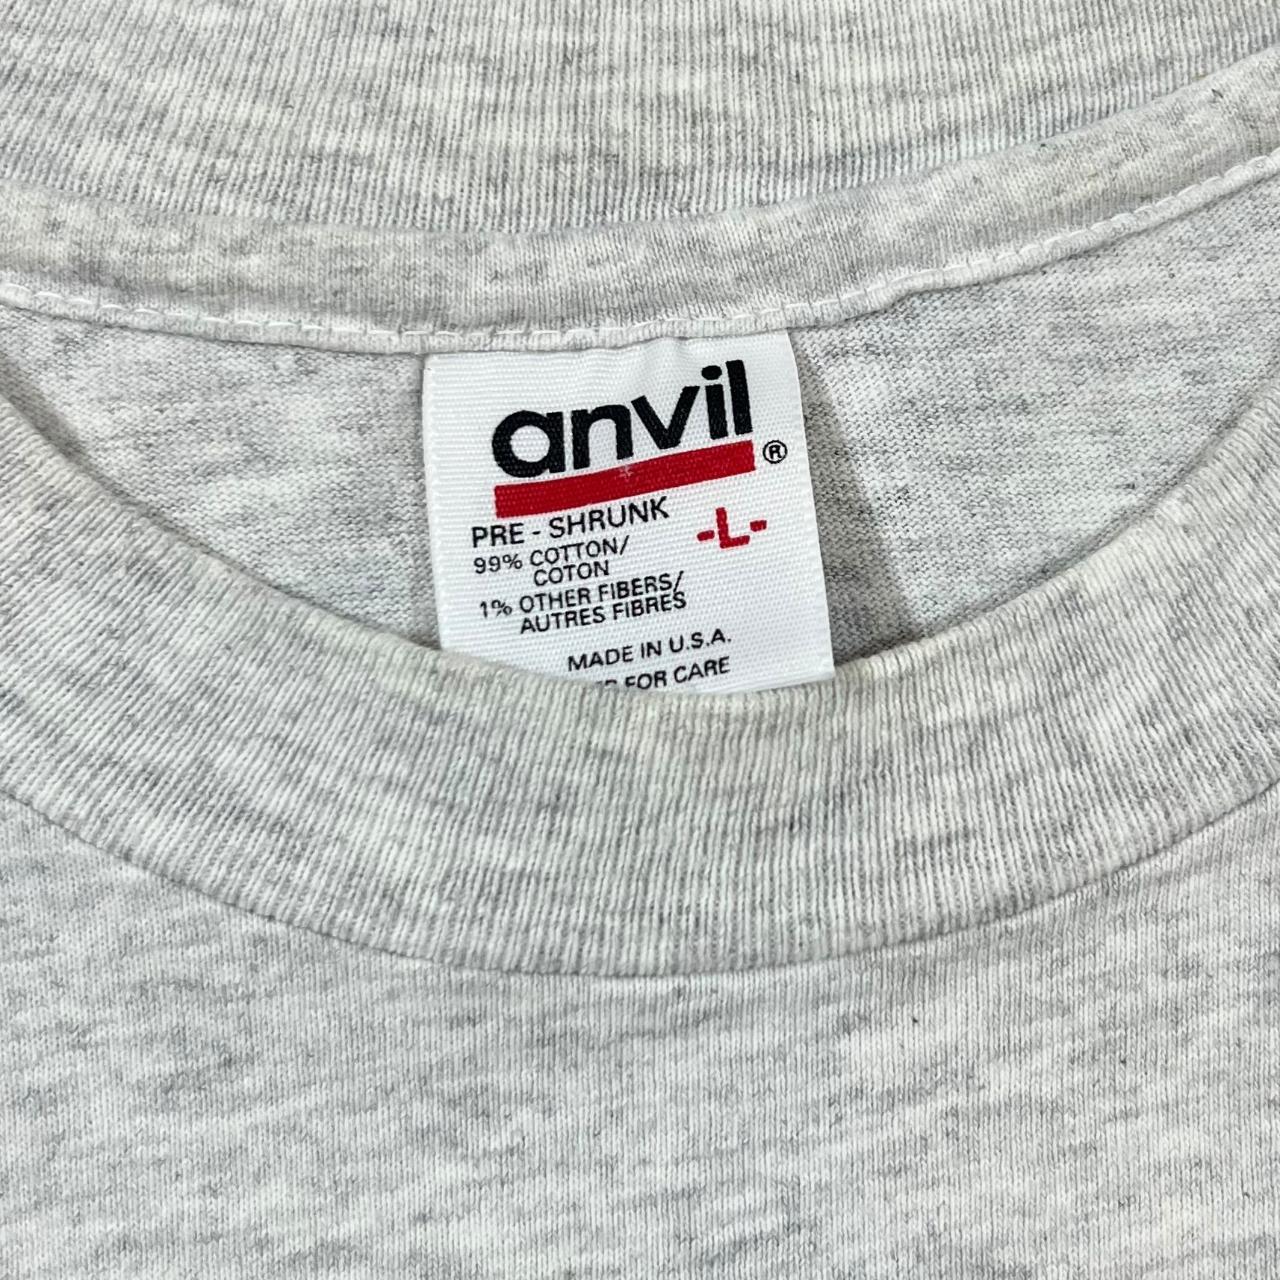 anvil®
PRE - SHRUNK -L-
99% COTTON/
COTON
1% OTHER FIBERS/
AUTRES FIBRES
MADE IN U.S.A.
FOR CARE